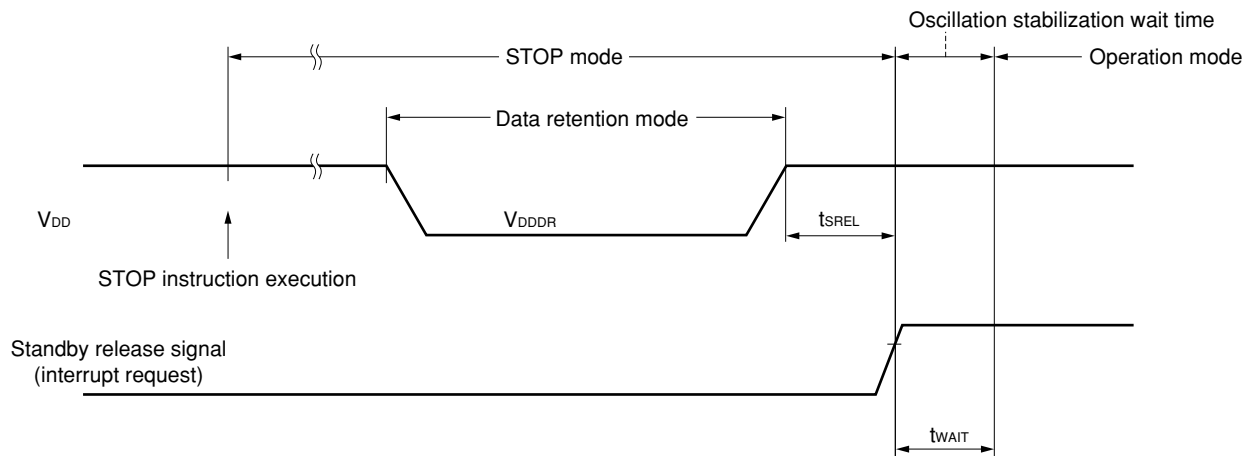 Oscillation stabilization wait time
STOP mode
Operation mode
Data retention mode
VDD
VDDDR
tSREL
STOP instruction execution
Standby release signal
(interrupt request)
tWAIT